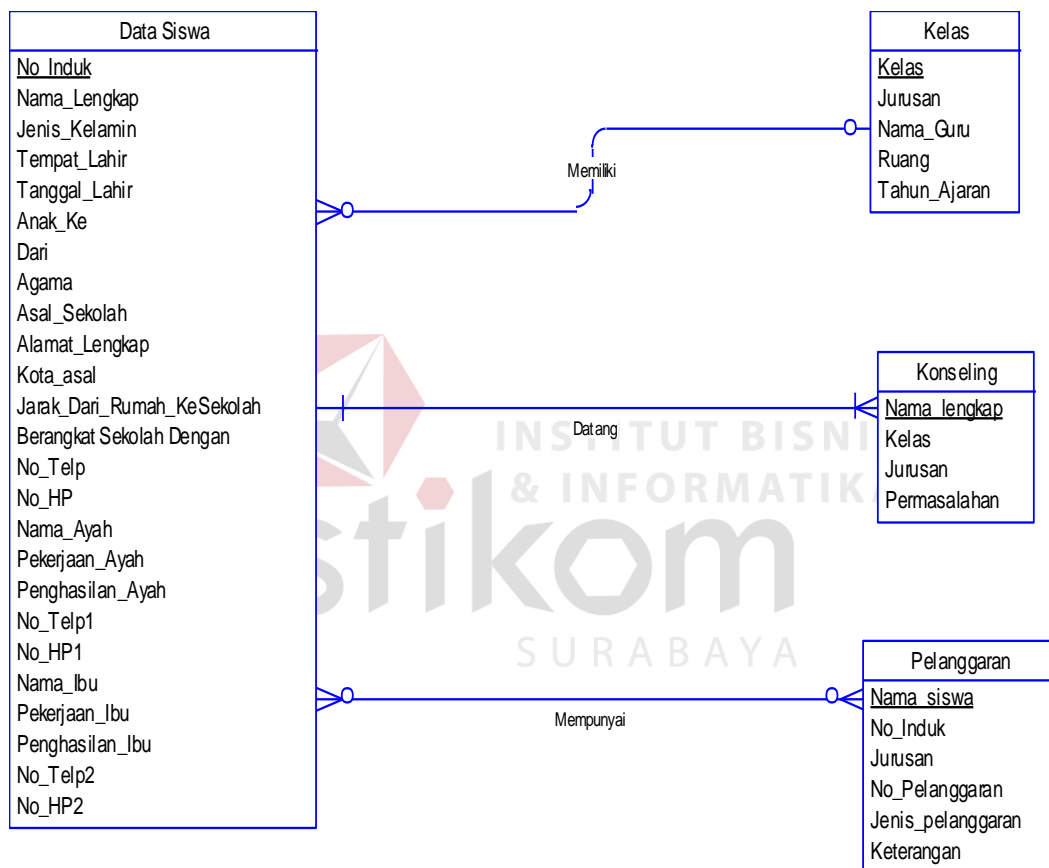 Data Siswa
No_Induk
Nama_Lengkap
Jenis_Kelamin
Tempat_Lahir
Tanggal_Lahir
Anak_Ke
Dari
Agama
Asal_Sekolah
Alamat_Lengkap
Kota_asal
Jarak_Dari_Rumah_KeSekolah
Berangkat Sekolah Dengan
No_Telp
No_HP
Nama_Ayah
Pekerjaan_Ayah
Penghasilan_Ayah
No_Telp1
No_HP1
Nama_Ibu
Pekerjaan_Ibu
Penghasilan_Ibu
No_Telp2
No_HP2
Memiliki
Kelas
Kelas
Jurusan
Nama_Guru
Ruang
Tahun_Ajaran
Datang
Konseling
Nama_lengkap
Kelas
Jurusan
Permasalahan
INSTITUT BISNI
& INFORMATIKA
stikom
SURABAYA
Mempunyai
Pelanggaran
Nama_siswa
No_Induk
Jurusan
No_Pelanggaran
Jenis_pelanggaran
Keterangan